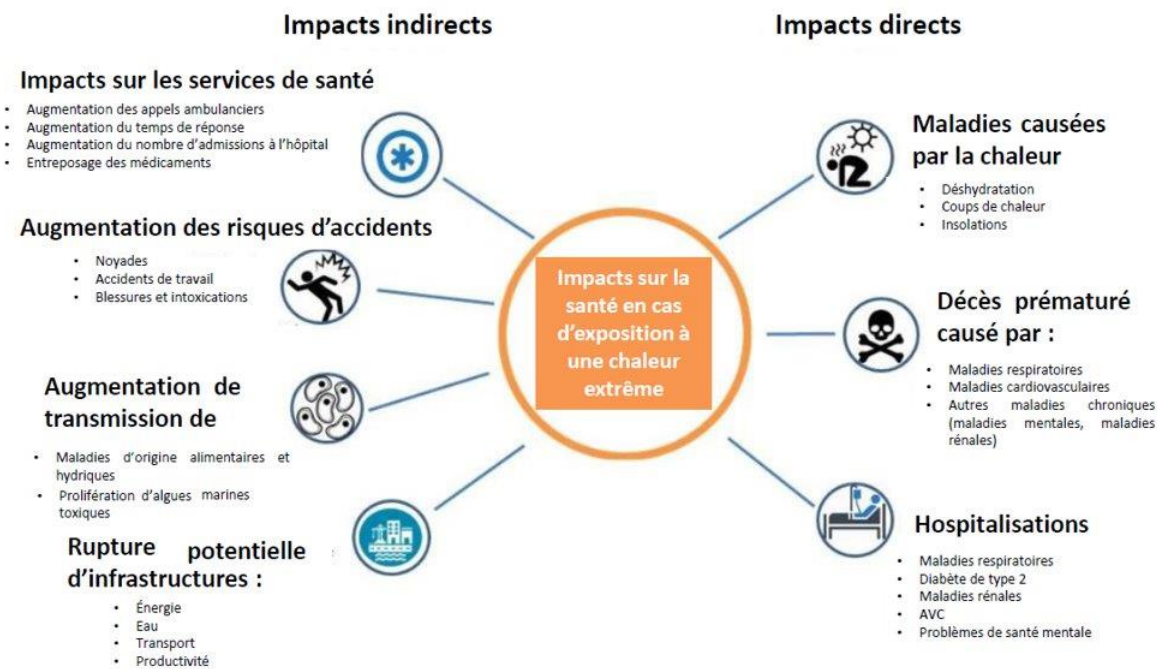 Impacts indirects
Impacts sur les services de santé
• Augmentation des appels ambulanciers
• Augmentation du temps de réponse
• Augmentation du nombre d'admissions à l'hôpital
• Entreposage des médicaments
Augmentation des risques d'accidents
• Noyades
• Accidents de travail
• Blessures et intoxications
Augmentation de
transmission de
• Maladies d'origine alimentaires et
hydriques
• Prolifération d'algues marines
toxiques
Rupture potentielle
d'infrastructures :
• Énergie
• Eau
• Transport
• Productivité
Impacts sur la
santé en cas
d'exposition à
une chaleur
extrême
Impacts directs
Maladies causées
par la chaleur
• Déshydratation
• Coups de chaleur
• Insolations
Décès prématuré
causé par :
• Maladies respiratoires
• Maladies cardiovasculaires
• Autres maladies chroniques
(maladies mentales, maladies
rénales)
Hospitalisations
• Maladies respiratoires
• Diabète de type 2
• Maladies rénales
• AVC
• Problèmes de santé mentale